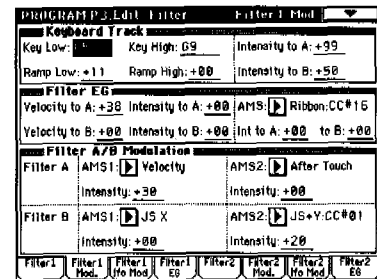 PROGRAM P3.Edit Filter Filter1 Mod
Keyboard Track
Key Low: Key High: G9 Intensity to A: +99
Ramp Low: +11 Ramp High: +00 Intensity to B: +50
Filter EG
Velocity to A: +38 Intensity to A: +00 AMS: Ribbon:CC#16
Velocity to B: +00 Intensity to B: +00 Int to A: +00 to B: +00
Filter A/B Modulation
Filter A AMS1: Velocity AMS2: After Touch
Intensity: +30 Intensity: +00
Filter B AMS1: JS X AMS2: JS+Y:CC#01
Intensity: +00 Intensity: +20
Filter1 Filter1 Mod. Filter1 lfo Mod Filter1 EG Filter2 Filter2 Mod. Filter2 lfo Mod Filter2 EG